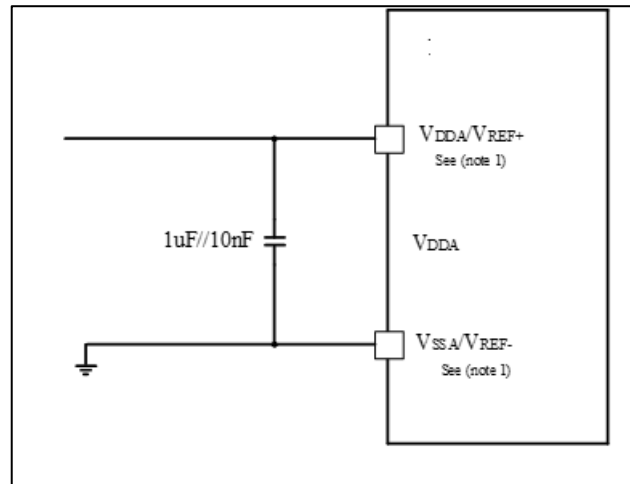 :
VDDA/VREF+
See (note 1)
1uF//10nF
VDDA
VSSA/VREF-
See (note 1)